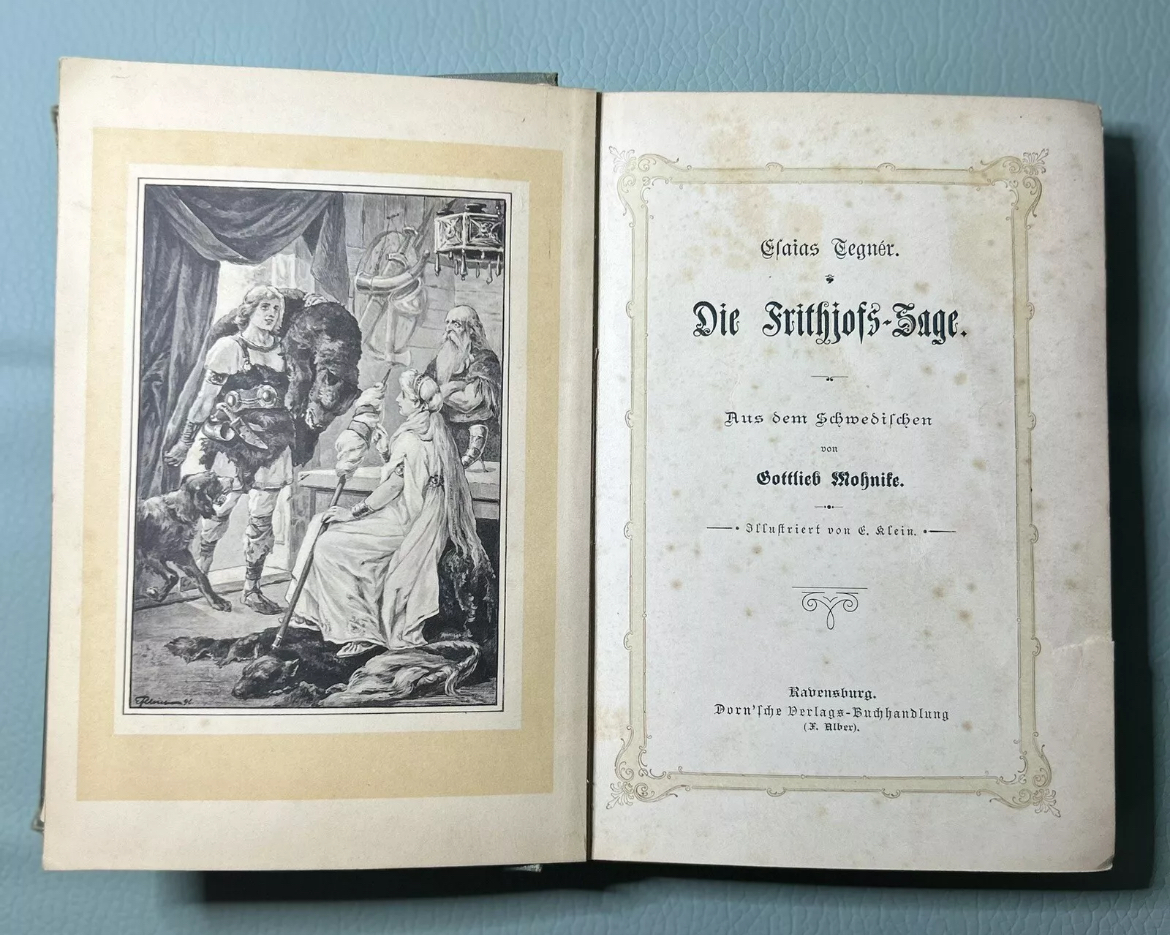 Eſaias Tegnér.
Die Frithjofs-Sage.
Aus dem Schwediſchen
von
Gottlieb Mohnike.
Illuſtriert von E. Klein.
Ravensburg.
Dorn'ſche Verlags-Buchhandlung
(F. Alber).